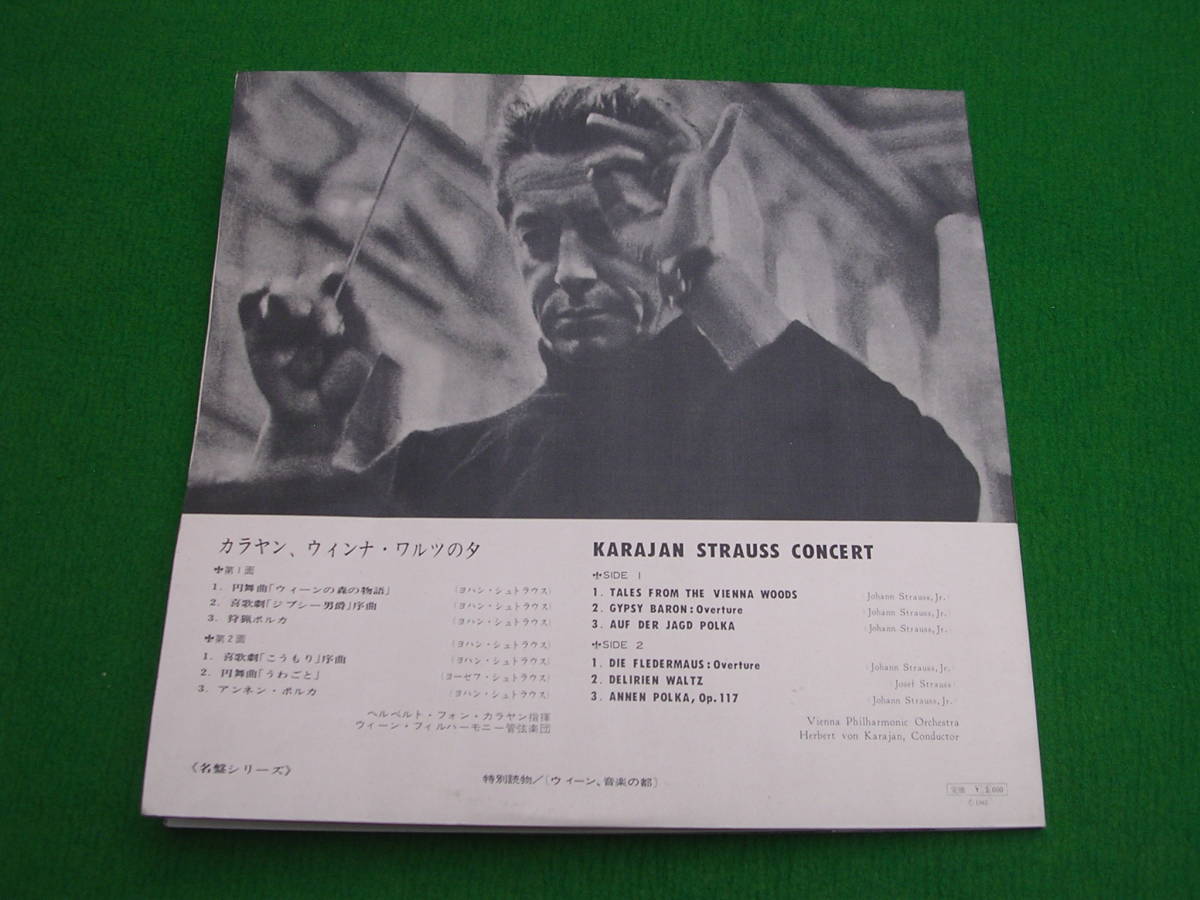 カラヤン、ウィンナ・ワルツの夕
✤第1面
1. 円舞曲「ウィーンの森の物語」 (ヨハン・シュトラウス)
2. 喜歌劇「ジプシー男爵」序曲 (ヨハン・シュトラウス)
3. 狩猟ポルカ (ヨハン・シュトラウス)
✤第2面 (ヨハン・シュトラウス)
1. 喜歌劇「こうもり」序曲 (ヨハン・シュトラウス)
2. 円舞曲「うわごと」 (ヨーゼフ・シュトラウス)
3. アンネン・ポルカ (ヨハン・シュトラウス)
ヘルベルト・フォン・カラヤン指揮
ウィーン・フィルハーモニー管弦楽団
《名盤シリーズ》
KARAJAN STRAUSS CONCERT
✤SIDE 1
1. TALES FROM THE VIENNA WOODS (Johann Strauss, Jr.)
2. GYPSY BARON: Overture (Johann Strauss, Jr.)
3. AUF DER JAGD POLKA (Johann Strauss, Jr.)
✤SIDE 2
1. DIE FLEDERMAUS: Overture (Johann Strauss, Jr.)
2. DELIRIEN WALTZ (Josef Strauss)
3. ANNEN POLKA, Op. 117 (Johann Strauss, Jr.)
Vienna Philharmonic Orchestra
Herbert von Karajan, Conductor
特別読物/(ウィーン、音楽の都)
定価 ¥